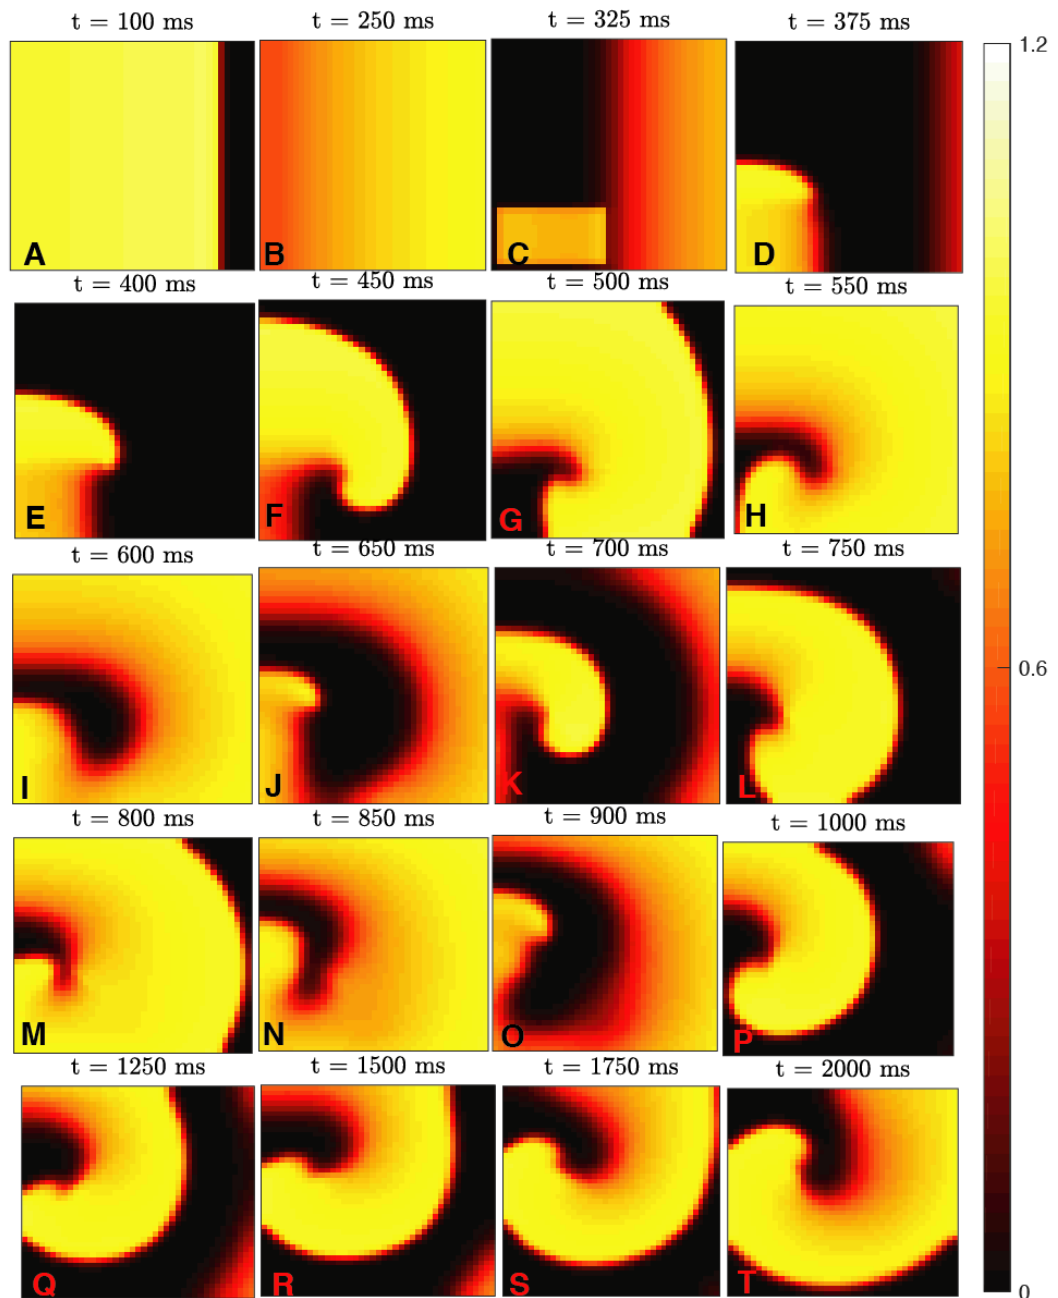 t = 100 ms
t = 250 ms
t = 325 ms
t = 375 ms
1.2
A
B
C
D
t = 400 ms
t = 450 ms
t = 500 ms
t = 550 ms
E
F
G
H
t = 600 ms
t = 650 ms
t = 700 ms
t = 750 ms
0.6
I
J
K
L
t = 800 ms
t = 850 ms
t = 900 ms
t = 1000 ms
M
N
O
P
t = 1250 ms
t = 1500 ms
t = 1750 ms
t = 2000 ms
Q
R
S
T
0